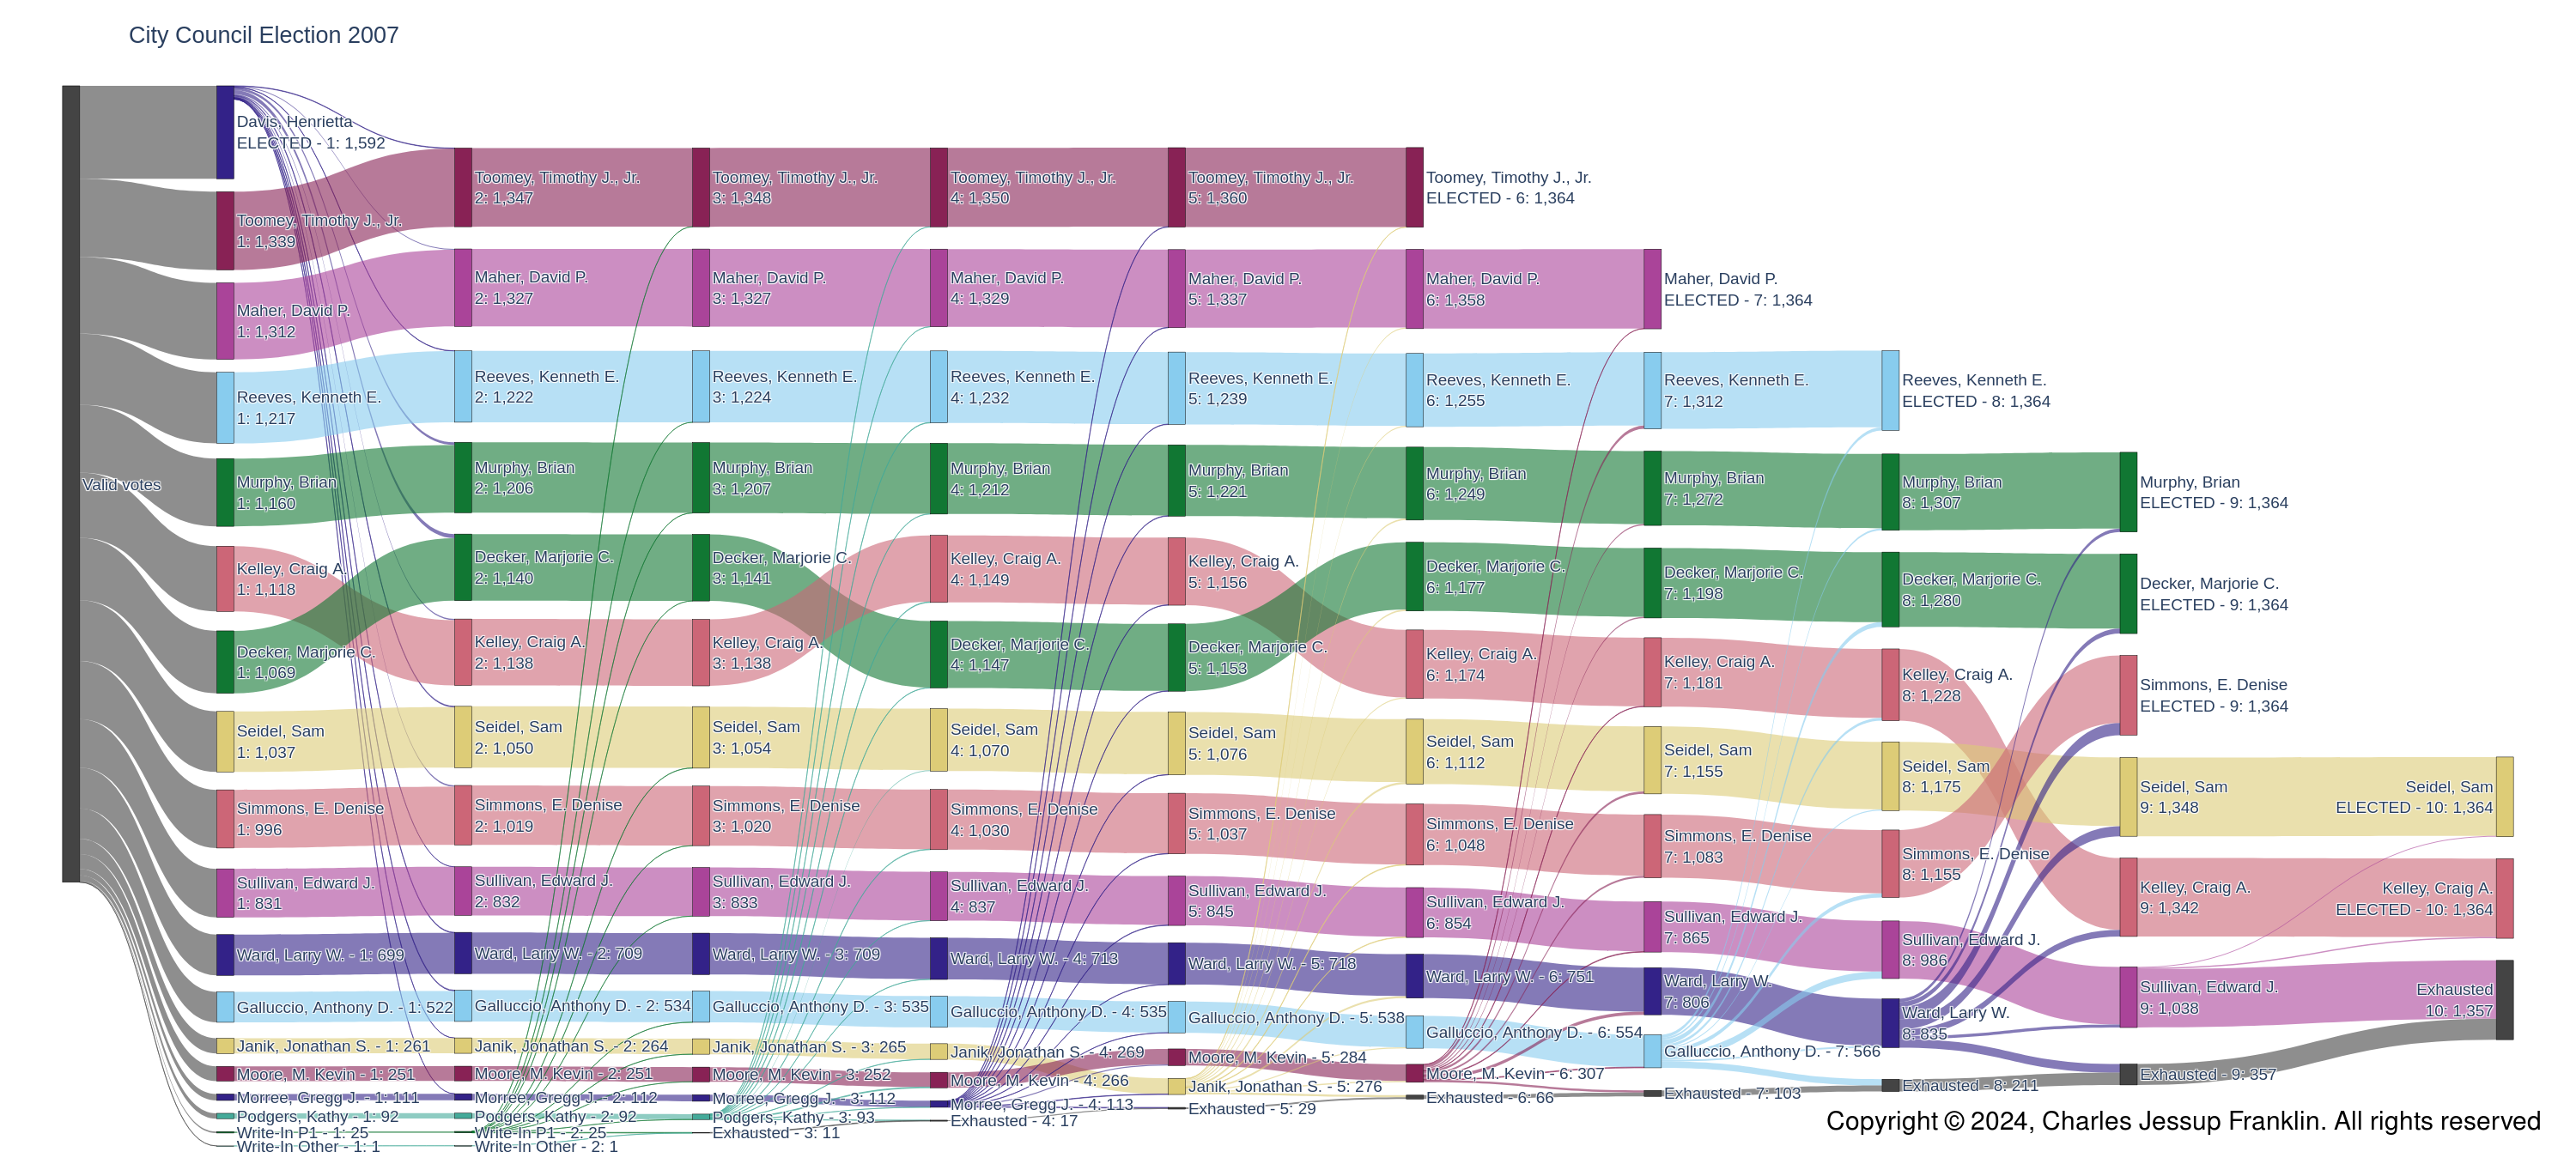 City Council Election 2007
Valid votes
Davis, Henrietta
ELECTED - 1: 1,592
Toomey, Timothy J., Jr.
1: 1,339
Maher, David P.
1: 1,312
Reeves, Kenneth E.
1: 1,217
Murphy, Brian
1: 1,160
Kelley, Craig A.
1: 1,118
Decker, Marjorie C.
1: 1,069
Seidel, Sam
1: 1,037
Simmons, E. Denise
1: 996
Sullivan, Edward J.
1: 831
Ward, Larry W. - 1: 699
Galluccio, Anthony D. - 1: 522
Janik, Jonathan S. - 1: 261
Moore, M. Kevin - 1: 251
Morree, Gregg J. - 1: 111
Podgers, Kathy - 1: 92
Write-In P1 - 1: 25
Write-In Other - 1: 1
Toomey, Timothy J., Jr.
2: 1,347
Maher, David P.
2: 1,327
Reeves, Kenneth E.
2: 1,222
Murphy, Brian
2: 1,206
Decker, Marjorie C.
2: 1,140
Kelley, Craig A.
2: 1,138
Seidel, Sam
2: 1,050
Simmons, E. Denise
2: 1,019
Sullivan, Edward J.
2: 832
Ward, Larry W. - 2: 709
Galluccio, Anthony D. - 2: 534
Janik, Jonathan S. - 2: 264
Moore, M. Kevin - 2: 251
Morree, Gregg J. - 2: 112
Podgers, Kathy - 2: 92
Write-In P1 - 2: 25
Write-In Other - 2: 1
Toomey, Timothy J., Jr.
3: 1,348
Maher, David P.
3: 1,327
Reeves, Kenneth E.
3: 1,224
Murphy, Brian
3: 1,207
Decker, Marjorie C.
3: 1,141
Kelley, Craig A.
3: 1,138
Seidel, Sam
3: 1,054
Simmons, E. Denise
3: 1,020
Sullivan, Edward J.
3: 833
Ward, Larry W. - 3: 709
Galluccio, Anthony D. - 3: 535
Janik, Jonathan S. - 3: 265
Moore, M. Kevin - 3: 252
Morree, Gregg J. - 3: 112
Podgers, Kathy - 3: 93
Exhausted - 3: 11
Toomey, Timothy J., Jr.
4: 1,350
Maher, David P.
4: 1,329
Reeves, Kenneth E.
4: 1,232
Murphy, Brian
4: 1,212
Kelley, Craig A.
4: 1,149
Decker, Marjorie C.
4: 1,147
Seidel, Sam
4: 1,070
Simmons, E. Denise
4: 1,030
Sullivan, Edward J.
4: 837
Ward, Larry W. - 4: 713
Galluccio, Anthony D. - 4: 535
Janik, Jonathan S. - 4: 269
Moore, M. Kevin - 4: 266
Morree, Gregg J. - 4: 113
Exhausted - 4: 17
Toomey, Timothy J., Jr.
5: 1,360
Maher, David P.
5: 1,337
Reeves, Kenneth E.
5: 1,239
Murphy, Brian
5: 1,221
Kelley, Craig A.
5: 1,156
Decker, Marjorie C.
5: 1,153
Seidel, Sam
5: 1,076
Simmons, E. Denise
5: 1,037
Sullivan, Edward J.
5: 845
Ward, Larry W. - 5: 718
Galluccio, Anthony D. - 5: 538
Moore, M. Kevin - 5: 284
Janik, Jonathan S. - 5: 276
Exhausted - 5: 29
Toomey, Timothy J., Jr.
ELECTED - 6: 1,364
Maher, David P.
6: 1,358
Reeves, Kenneth E.
6: 1,255
Murphy, Brian
6: 1,249
Decker, Marjorie C.
6: 1,177
Kelley, Craig A.
6: 1,174
Seidel, Sam
6: 1,112
Simmons, E. Denise
6: 1,048
Sullivan, Edward J.
6: 854
Ward, Larry W. - 6: 751
Galluccio, Anthony D. - 6: 554
Moore, M. Kevin - 6: 307
Exhausted - 6: 66
Maher, David P.
ELECTED - 7: 1,364
Reeves, Kenneth E.
7: 1,312
Murphy, Brian
7: 1,272
Decker, Marjorie C.
7: 1,198
Kelley, Craig A.
7: 1,181
Seidel, Sam
7: 1,155
Simmons, E. Denise
7: 1,083
Sullivan, Edward J.
7: 865
Ward, Larry W.
7: 806
Galluccio, Anthony D. - 7: 566
Exhausted - 7: 103
Reeves, Kenneth E.
ELECTED - 8: 1,364
Murphy, Brian
8: 1,307
Decker, Marjorie C.
8: 1,280
Kelley, Craig A.
8: 1,228
Seidel, Sam
8: 1,175
Simmons, E. Denise
8: 1,155
Sullivan, Edward J.
8: 986
Ward, Larry W.
8: 835
Exhausted - 8: 211
Murphy, Brian
ELECTED - 9: 1,364
Decker, Marjorie C.
ELECTED - 9: 1,364
Simmons, E. Denise
ELECTED - 9: 1,364
Seidel, Sam
9: 1,348
Kelley, Craig A.
9: 1,342
Sullivan, Edward J.
9: 1,038
Exhausted - 9: 357
Seidel, Sam
ELECTED - 10: 1,364
Kelley, Craig A.
ELECTED - 10: 1,364
Exhausted
10: 1,357
Copyright © 2024, Charles Jessup Franklin. All rights reserved